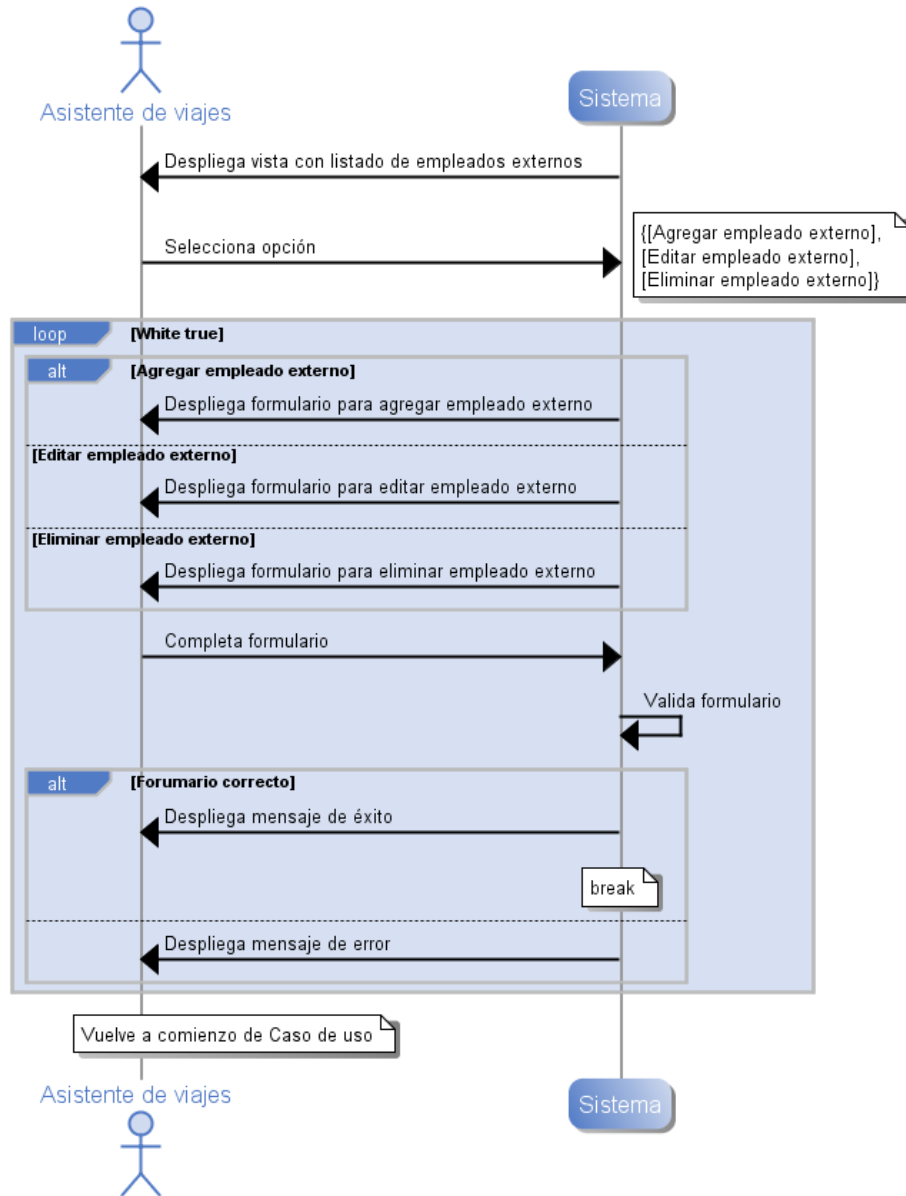 Asistente de viajes
Sistema
Despliega vista con listado de empleados externos
Selecciona opción
{[Agregar empleado externo],
[Editar empleado externo],
[Eliminar empleado externo]}
loop [White true]
alt [Agregar empleado externo]
Despliega formulario para agregar empleado externo
[Editar empleado externo]
Despliega formulario para editar empleado externo
[Eliminar empleado externo]
Despliega formulario para eliminar empleado externo
Completa formulario
Valida formulario
alt [Forumario correcto]
Despliega mensaje de éxito
break
Despliega mensaje de error
Vuelve a comienzo de Caso de uso
Asistente de viajes
Sistema